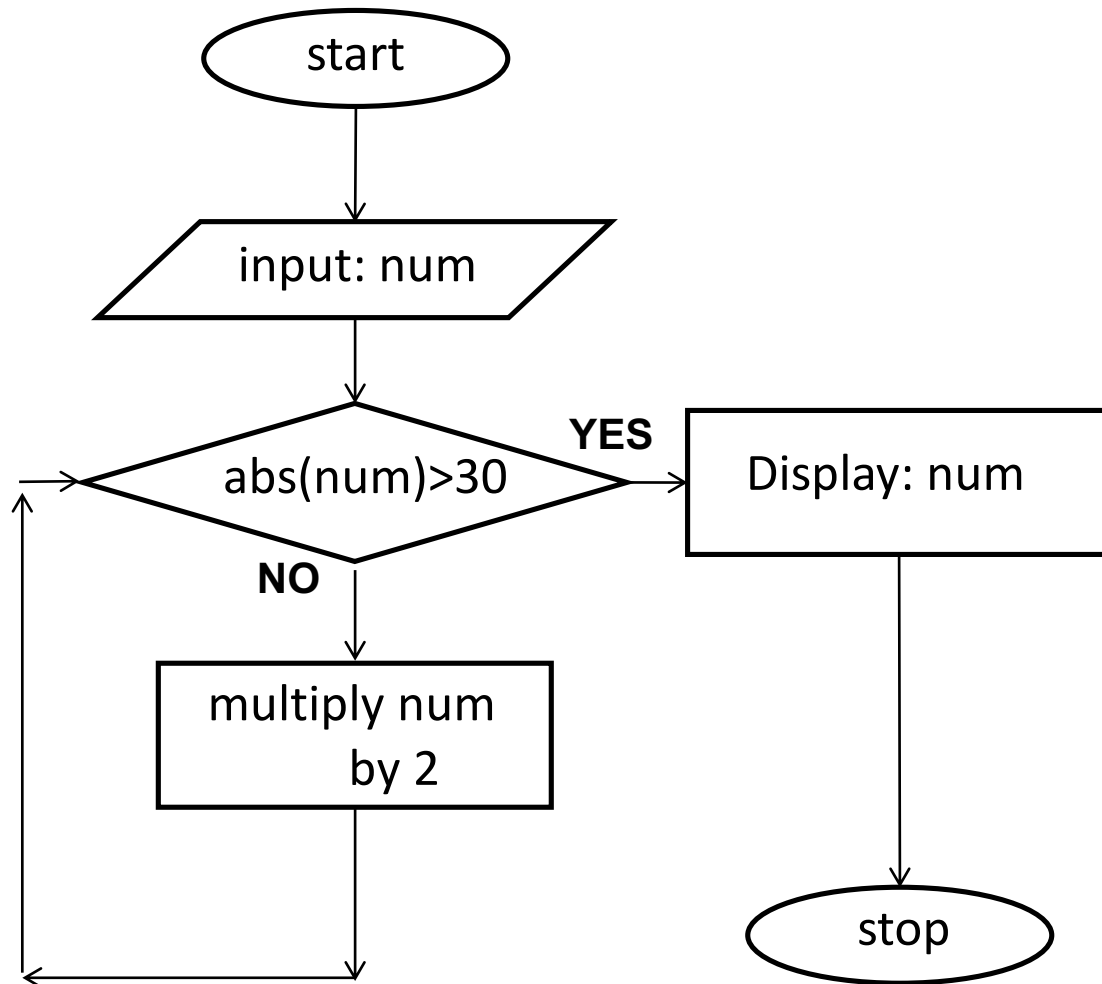 start
input: num
abs(num)>30
YES
Display: num
NO
multiply num
by 2
stop